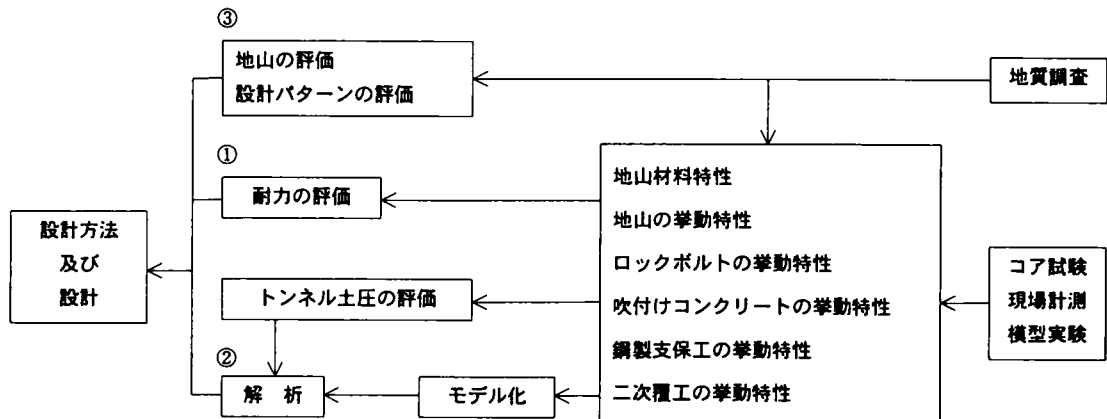 ③
地山の評価
設計パターンの評価
地質調査
①
耐力の評価
設計方法
及び
設計
トンネル土圧の評価
②
解 析
モデル化
地山材料特性
地山の挙動特性
ロックボルトの挙動特性
吹付けコンクリートの挙動特性
鋼製支保工の挙動特性
二次覆工の挙動特性
コア試験
現場計測
模型実験